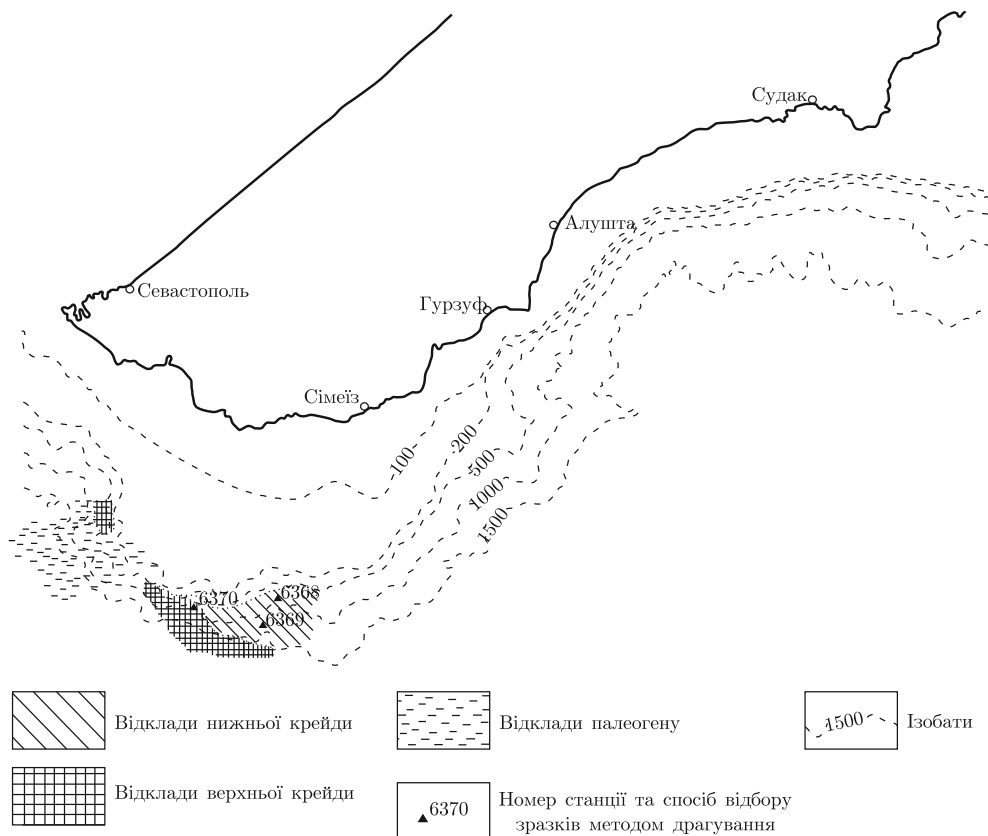 Судак
Алушта
Севастополь
Гурзуф
Сімеїз
100
200
500
1000
1500
6370
6368
6369
Відклади нижньої крейди
Відклади палеогену
1500
Ізобати
Відклади верхньої крейди
6370
Номер станції та спосіб відбору
зразків методом драгування